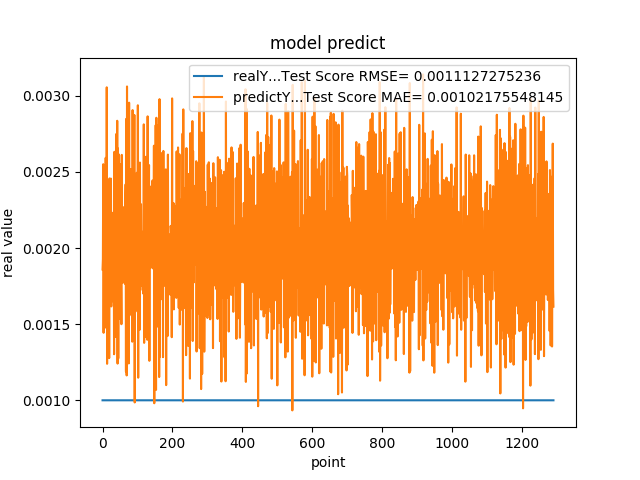 model predict
realY...Test Score RMSE= 0.0011127275236
predictY...Test Score MAE= 0.00102175548145
0.0030
0.0025
0.0020
0.0015
0.0010
real value
0
200
400
600
800
1000
1200
point